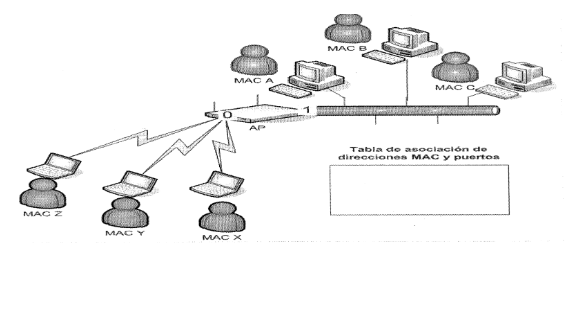 MAC B
MAC A
MAC C
0
1
AP
Tabla de asociación de
direcciones MAC y puertos
MAC Z
MAC Y
MAC X